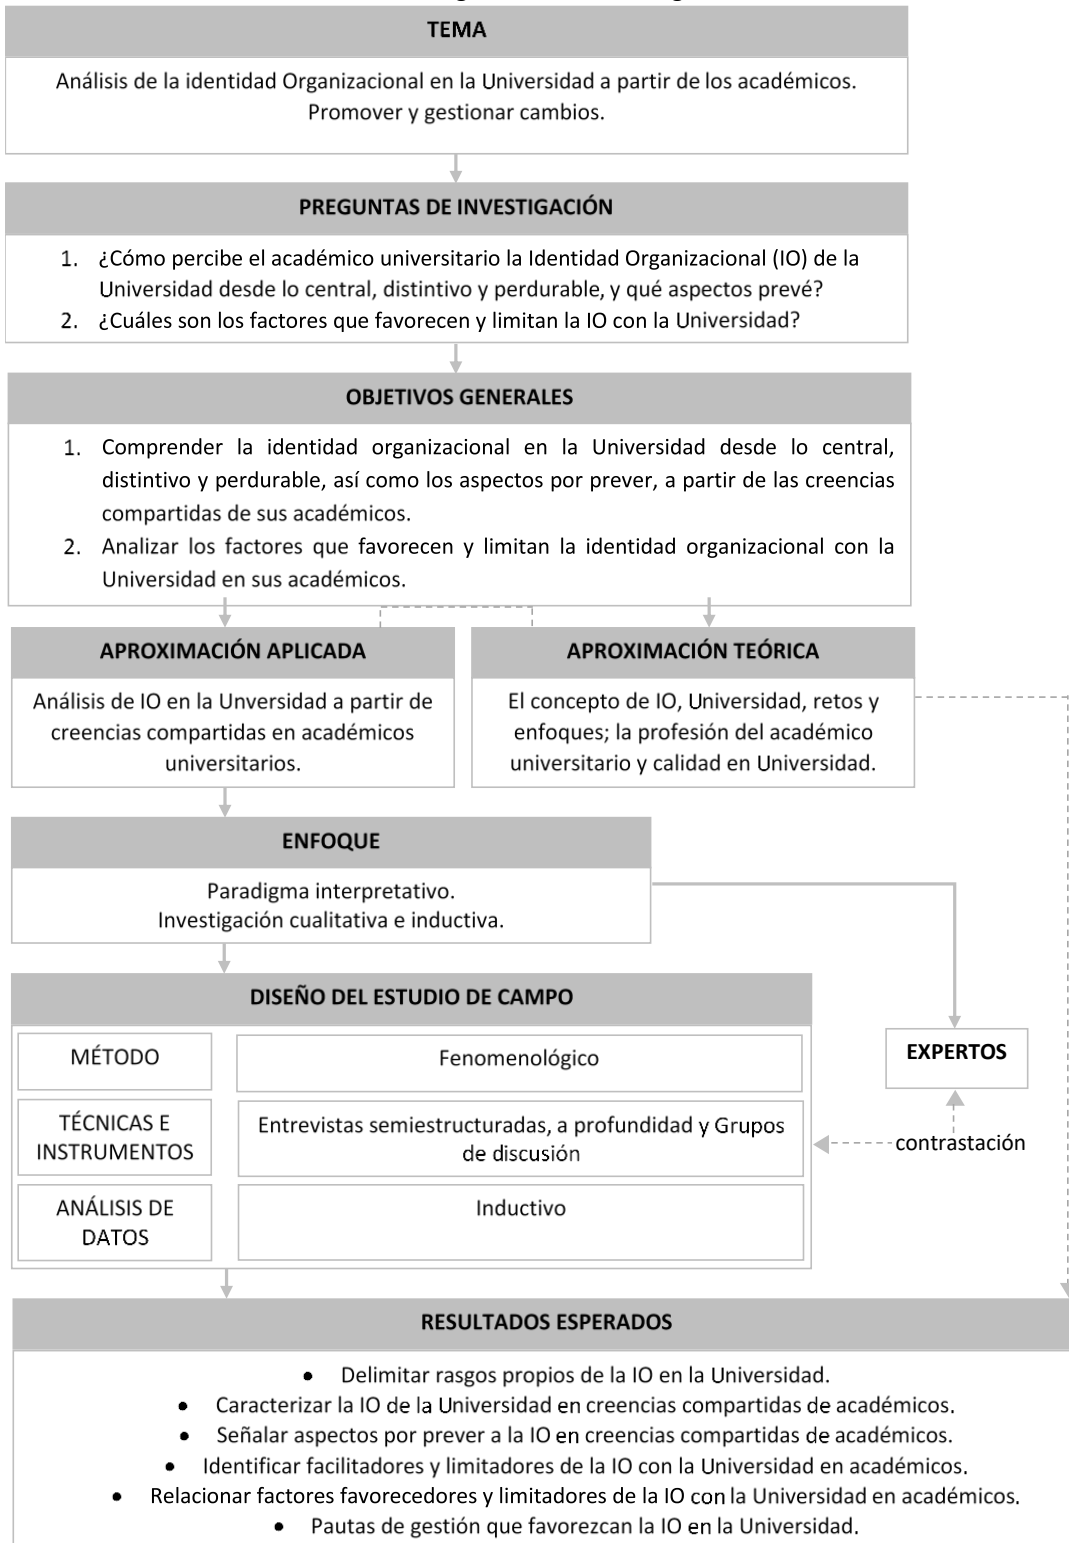 TEMA
Análisis de la identidad Organizacional en la Universidad a partir de los académicos.
Promover y gestionar cambios.
PREGUNTAS DE INVESTIGACIÓN
1. ¿Cómo percibe el académico universitario la Identidad Organizacional (IO) de la
Universidad desde lo central, distintivo y perdurable, y qué aspectos prevé?
2. ¿Cuáles son los factores que favorecen y limitan la IO con la Universidad?
OBJETIVOS GENERALES
1. Comprender la identidad organizacional en la Universidad desde lo central,
distintivo y perdurable, así como los aspectos por prever, a partir de las creencias
compartidas de sus académicos.
2. Analizar los factores que favorecen y limitan la identidad organizacional con la
Universidad en sus académicos.
APROXIMACIÓN APLICADA
Análisis de IO en la Unversidad a partir de
creencias compartidas en académicos
universitarios.
APROXIMACIÓN TEÓRICA
El concepto de IO, Universidad, retos y
enfoques; la profesión del académico
universitario y calidad en Universidad.
ENFOQUE
Paradigma interpretativo.
Investigación cualitativa e inductiva.
DISEÑO DEL ESTUDIO DE CAMPO
MÉTODO
Fenomenológico
TÉCNICAS E
INSTRUMENTOS
Entrevistas semiestructuradas, a profundidad y Grupos
de discusión
ANÁLISIS DE
DATOS
Inductivo
EXPERTOS
contrastación
RESULTADOS ESPERADOS
• Delimitar rasgos propios de la IO en la Universidad.
• Caracterizar la IO de la Universidad en creencias compartidas de académicos.
• Señalar aspectos por prever a la IO en creencias compartidas de académicos.
• Identificar facilitadores y limitadores de la IO con la Universidad en académicos.
• Relacionar factores favorecedores y limitadores de la IO con la Universidad en académicos.
• Pautas de gestión que favorezcan la IO en la Universidad.